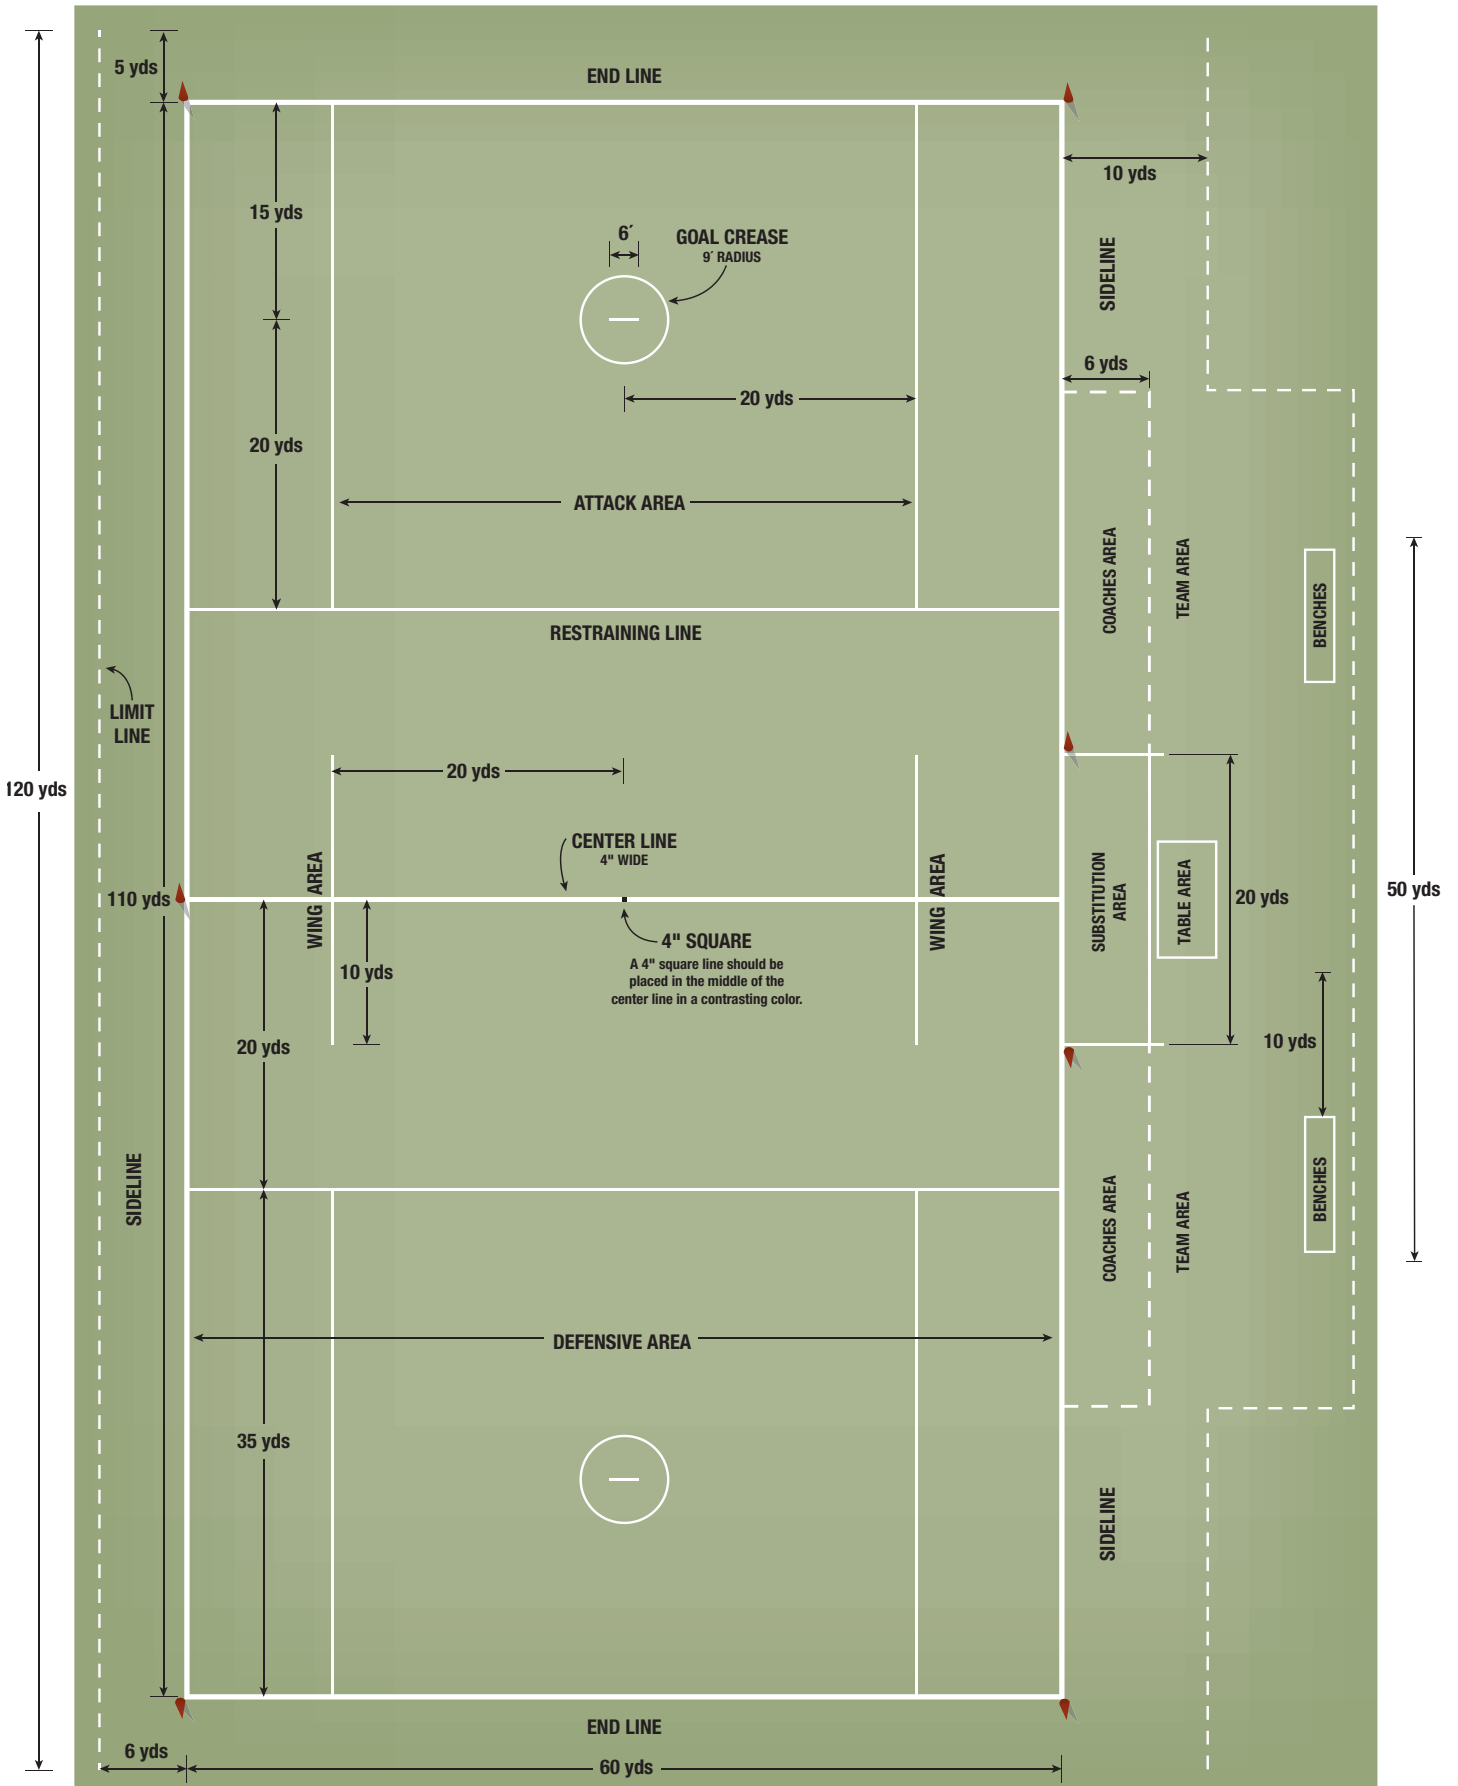 5 yds
END LINE
10 yds
15 yds
6´
GOAL CREASE
9´ RADIUS
SIDELINE
6 yds
20 yds
20 yds
ATTACK AREA
COACHES AREA
TEAM AREA
BENCHES
RESTRAINING LINE
LIMIT
LINE
20 yds
120 yds
CENTER LINE
4" WIDE
WING AREA
WING AREA
SUBSTITUTION
AREA
TABLE AREA
20 yds
50 yds
110 yds
4" SQUARE
A 4" square line should be
placed in the middle of the
center line in a contrasting color.
10 yds
20 yds
10 yds
SIDELINE
COACHES AREA
TEAM AREA
BENCHES
DEFENSIVE AREA
35 yds
SIDELINE
END LINE
6 yds
60 yds